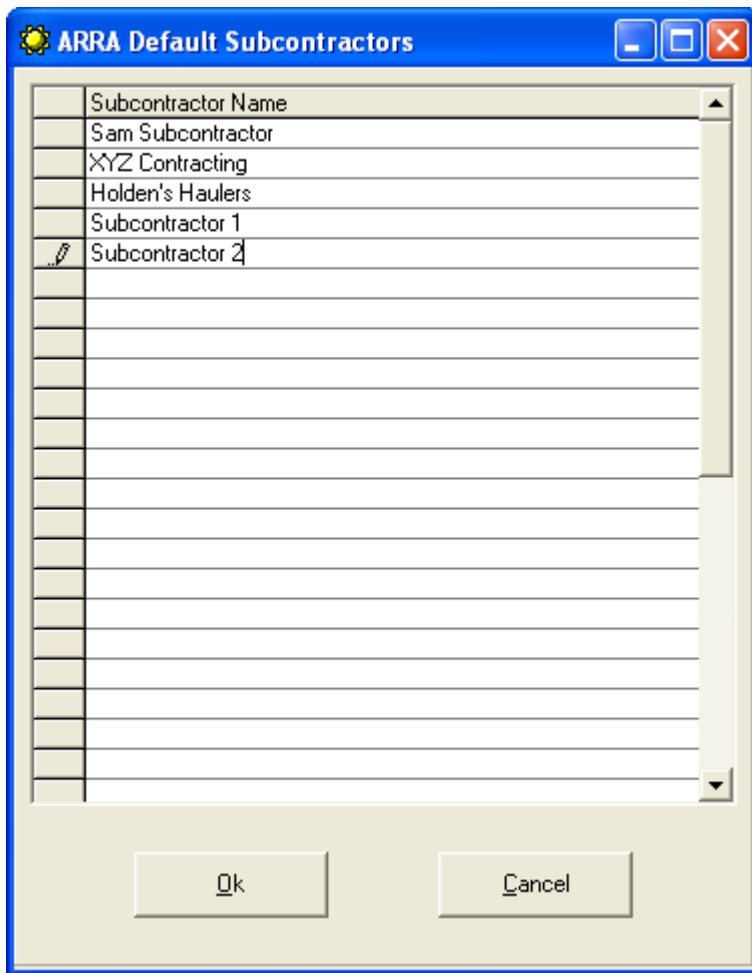 ARRA Default Subcontractors
Subcontractor Name
Sam Subcontractor
XYZ Contracting
Holden's Haulers
Subcontractor 1
Subcontractor 2
Ok
Cancel